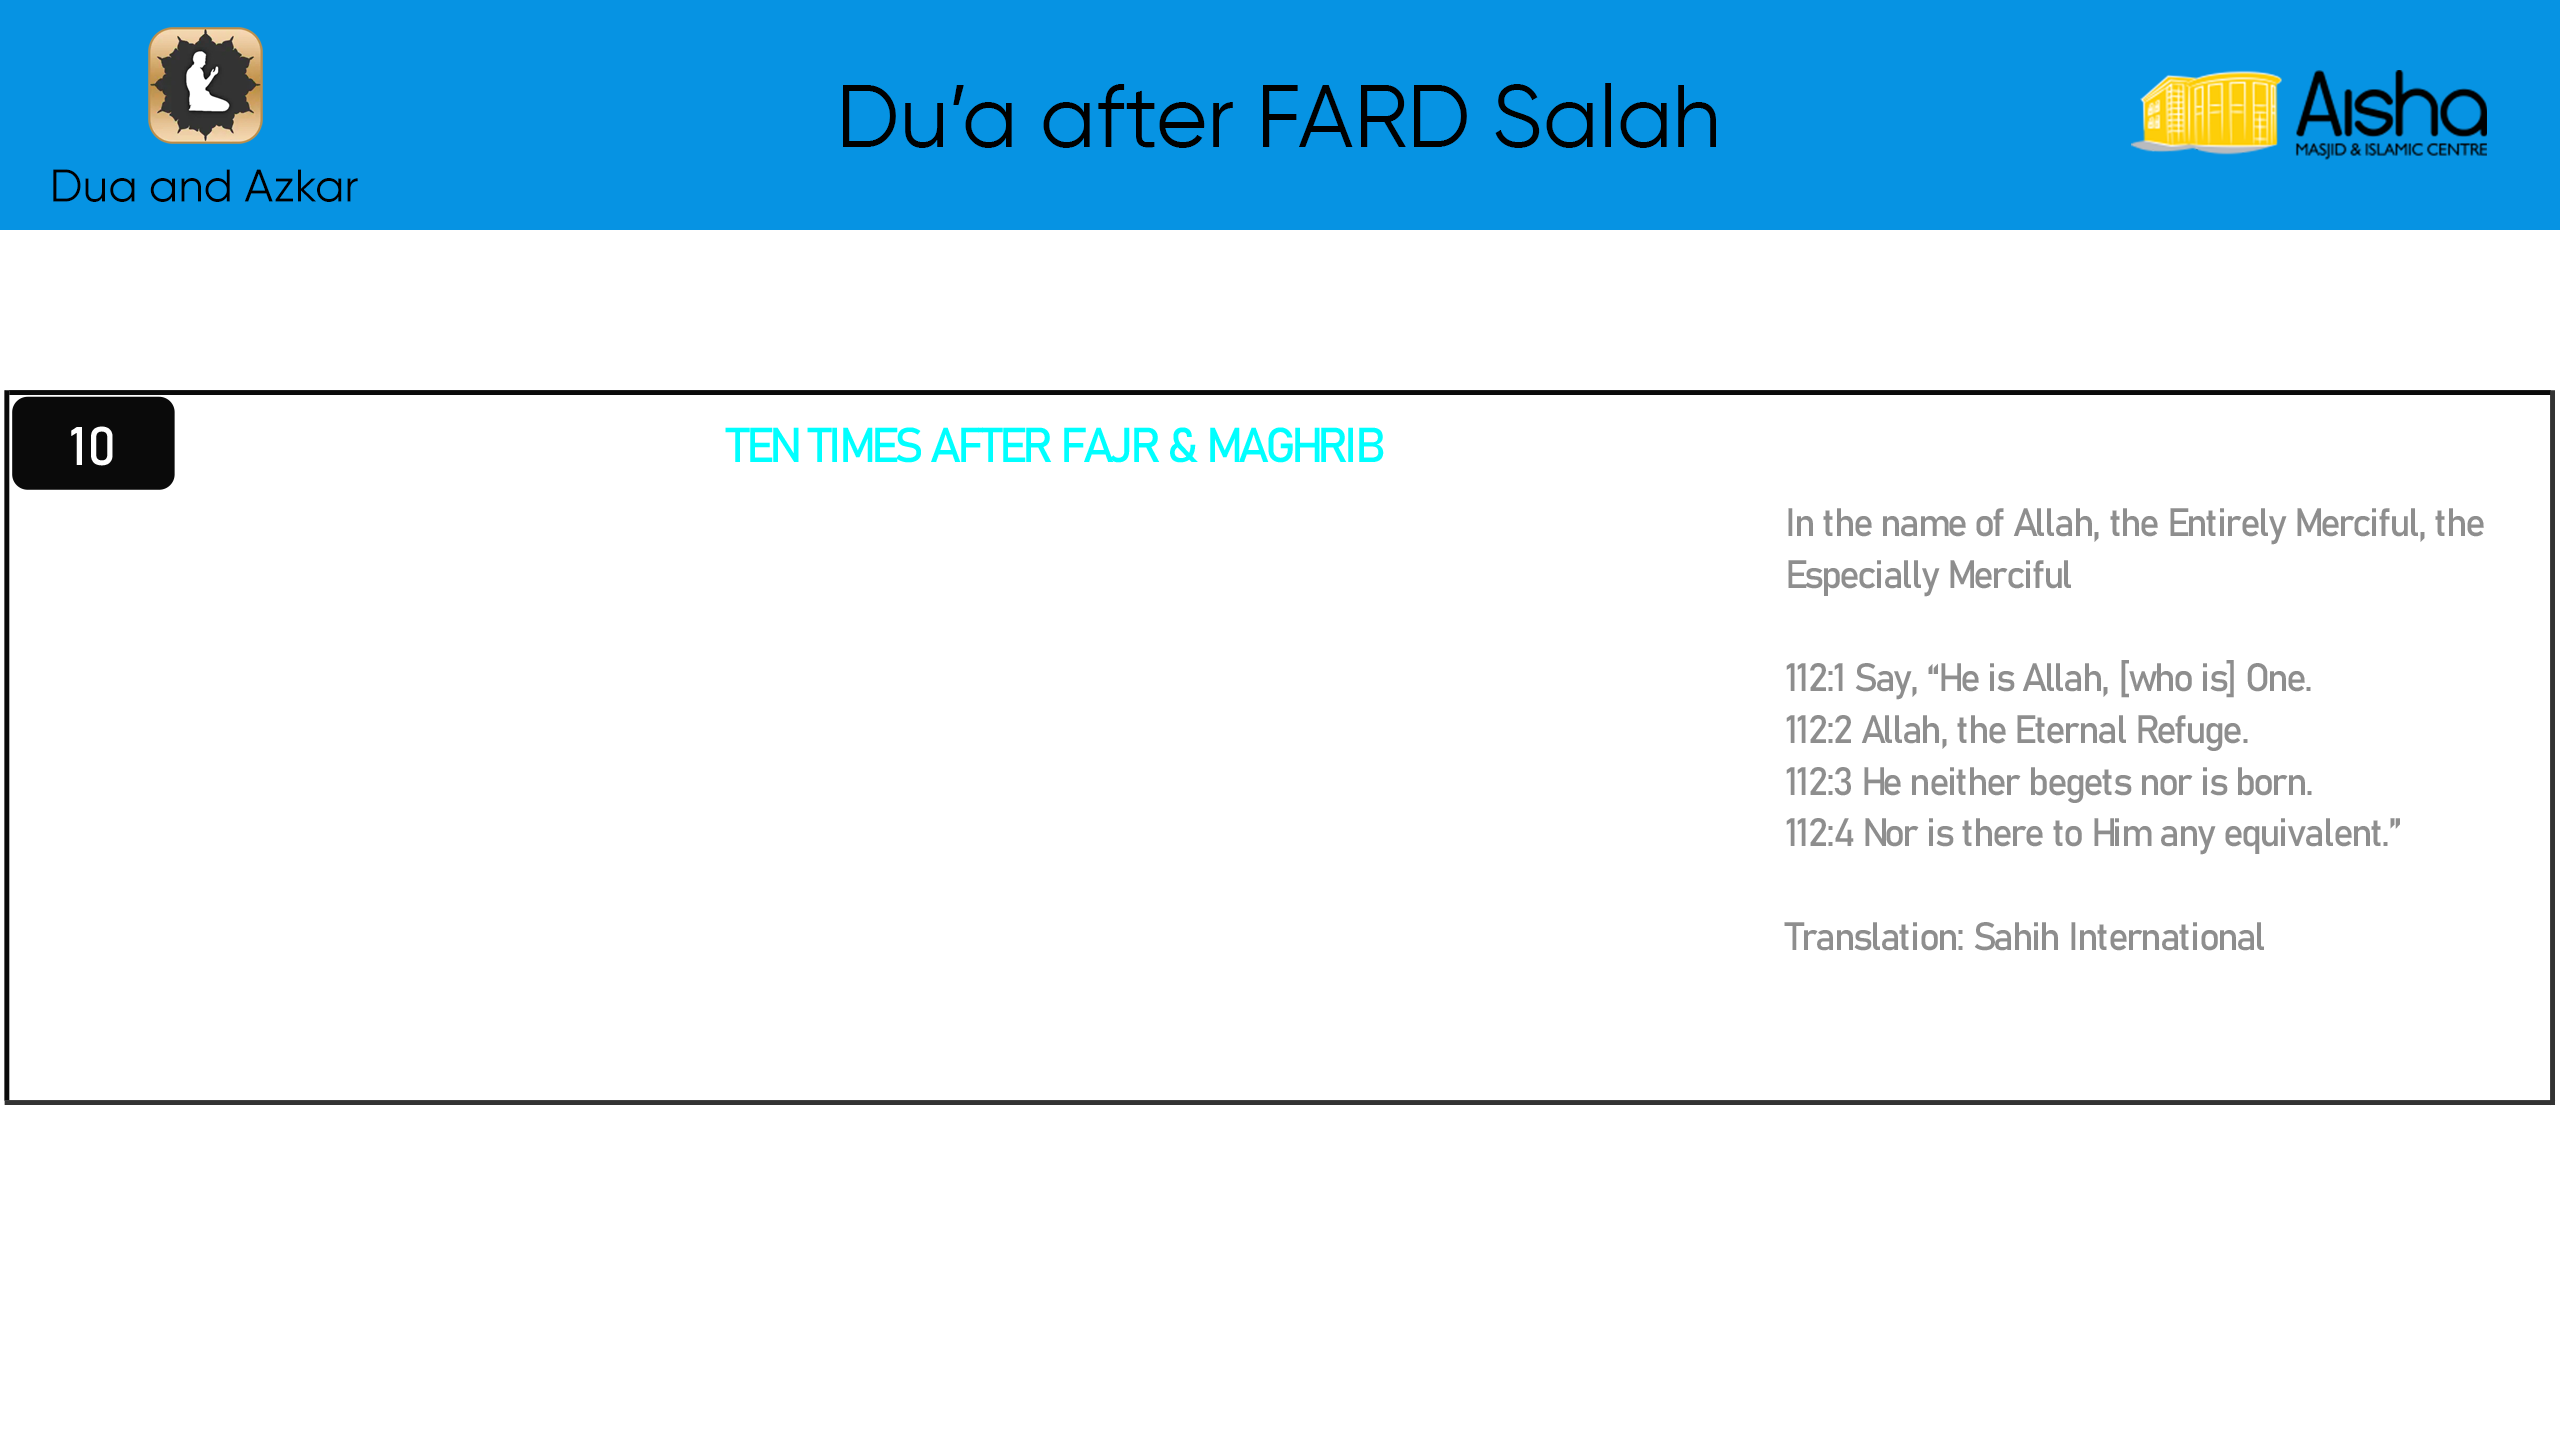 Dua and Azkar
Du’a after FARD Salah
Aisha
MASJID & ISLAMIC CENTRE
10
TEN TIMES AFTER FAJR & MAGHRIB
In the name of Allah, the Entirely Merciful, the
Especially Merciful
112:1 Say, “He is Allah, [who is] One.
112:2 Allah, the Eternal Refuge.
112:3 He neither begets nor is born.
112:4 Nor is there to Him any equivalent.”
Translation: Sahih International